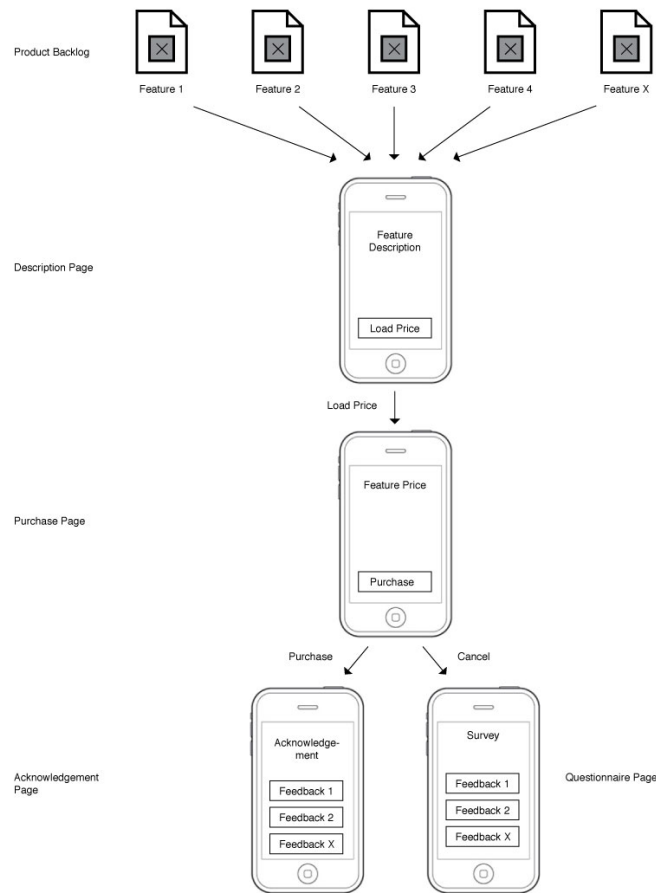 Product Backlog
Feature 1
Feature 2
Feature 3
Feature 4
Feature X
Description Page
Feature
Description
Load Price
Load Price
Purchase Page
Feature Price
Purchase
Purchase
Cancel
Acknowledgement
Page
Acknowledge-
ment
Feedback 1
Feedback 2
Feedback X
Survey
Feedback 1
Feedback 2
Feedback X
Questionnaire Page